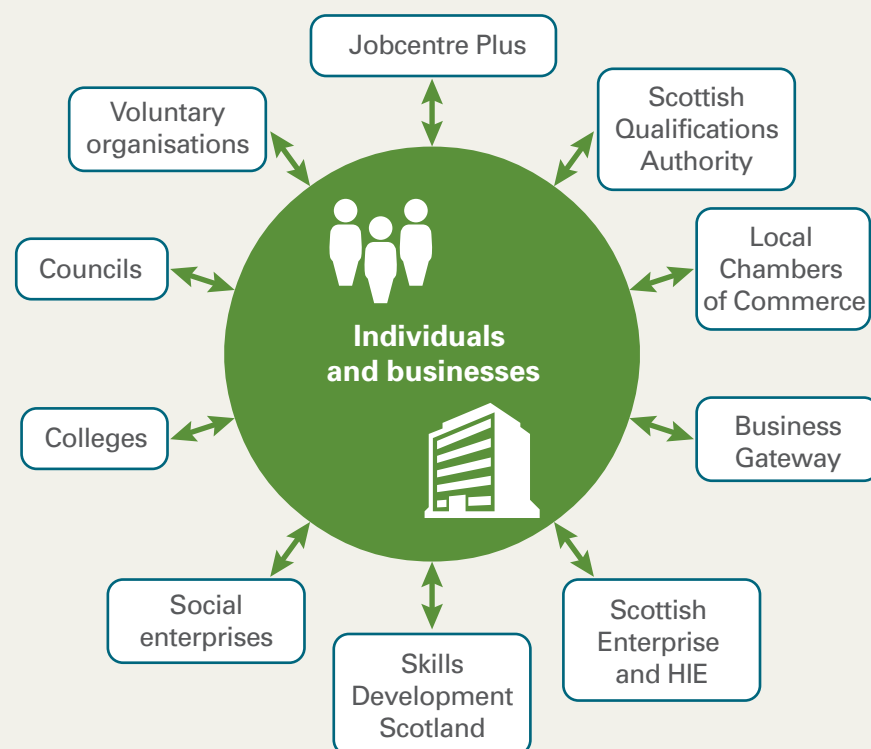 Jobcentre Plus
Voluntary
organisations
Scottish
Qualifications
Authority
Councils
Local
Chambers
of Commerce
Individuals
and businesses
Colleges
Business
Gateway
Social
enterprises
Skills
Development
Scotland
Scottish
Enterprise
and HIE